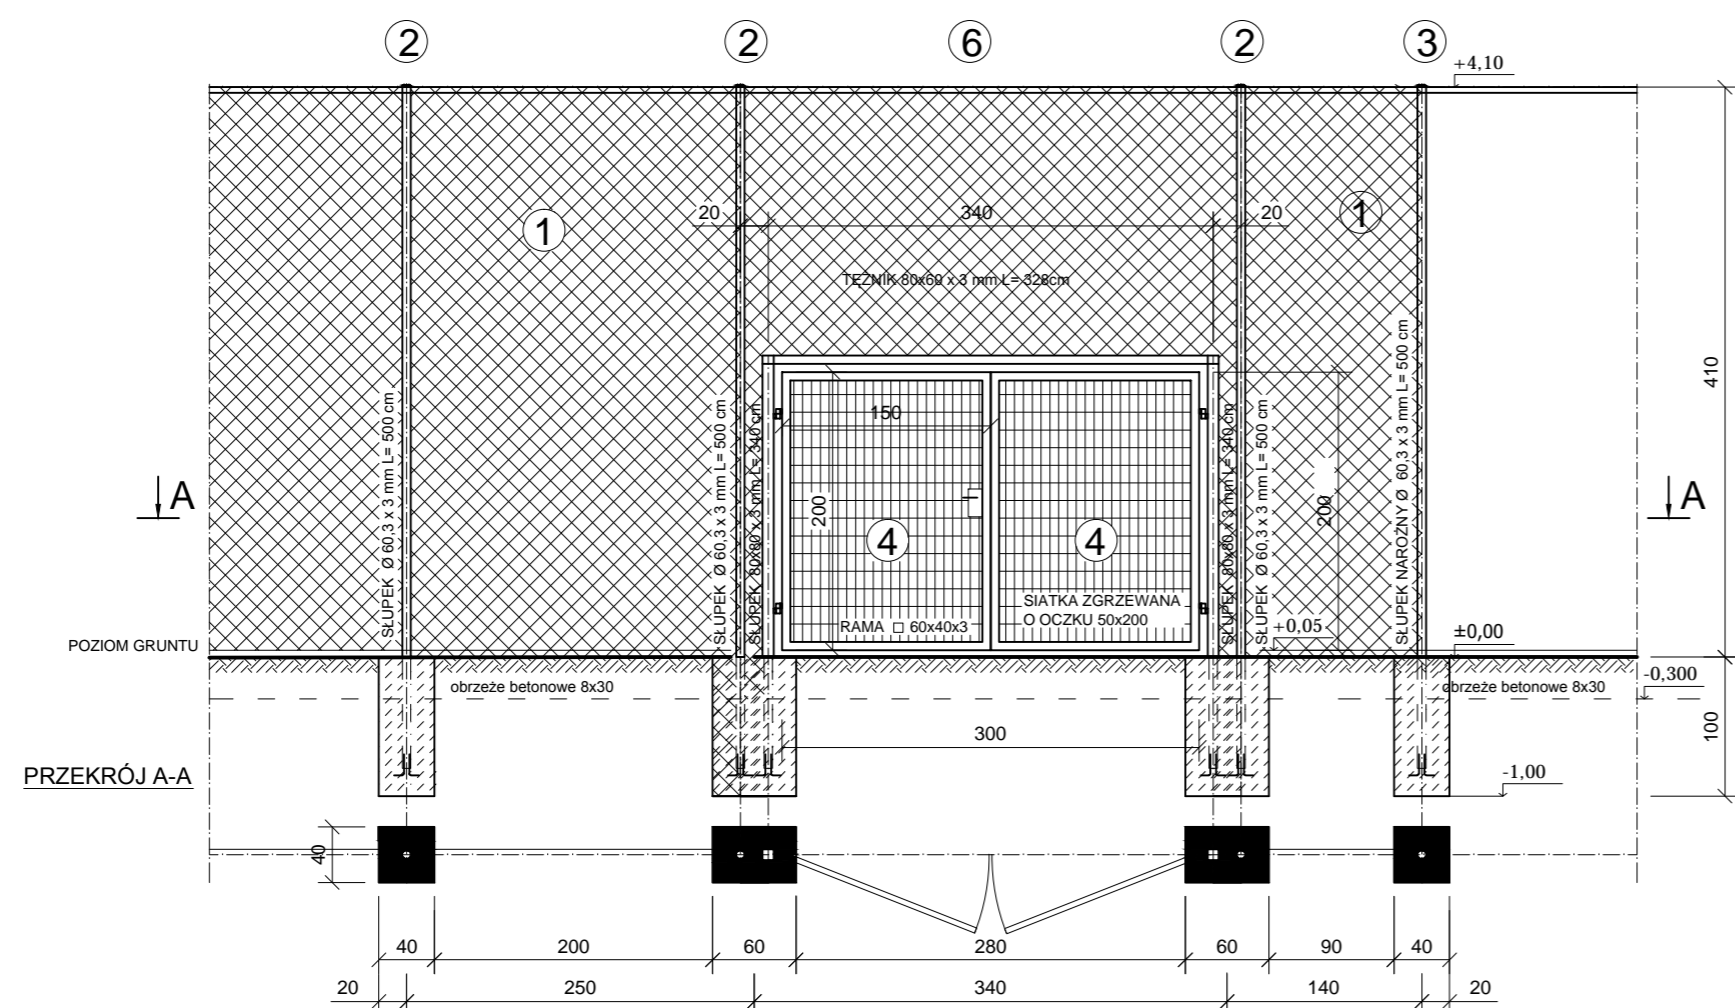 2 2 6 2 3
+4,10
1 1
20 340 20
TĘŻNIK 80x60 x 3 mm L= 328cm
410
SŁUPEK Ø 60,3 x 3 mm L= 500 cm
SŁUPEK Ø 60,3 x 3 mm L= 500 cm
SŁUPEK 80x80 x 3 mm L= 340 cm
SŁUPEK 80x80 x 3 mm L= 340 cm
SŁUPEK Ø 60,3 x 3 mm L= 500 cm
SŁUPEK NAROŻNY Ø 60,3 x 3 mm L= 500 cm
150
A A
200 200
4 4
SIATKA ZGRZEWANA
O OCZKU 50x200
RAMA □ 60x40x3
+0,05
±0,00
POZIOM GRUNTU
-0,300
obrzeże betonowe 8x30 obrzeże betonowe 8x30
100
300
PRZEKRÓJ A-A
-1,00
40
40 200 60 280 60 90 40
20 250 340 140 20